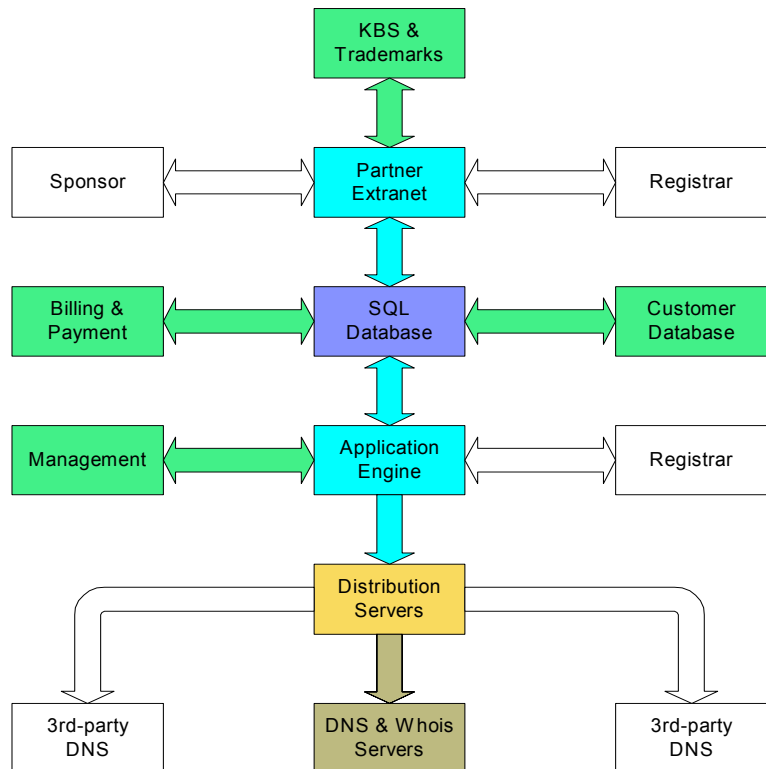 KBS &
Trademarks
Sponsor
Partner
Extranet
Registrar
Billing &
Payment
SQL
Database
Customer
Database
Management
Application
Engine
Registrar
Distribution
Servers
3rd-party
DNS
DNS & Whois
Servers
3rd-party
DNS